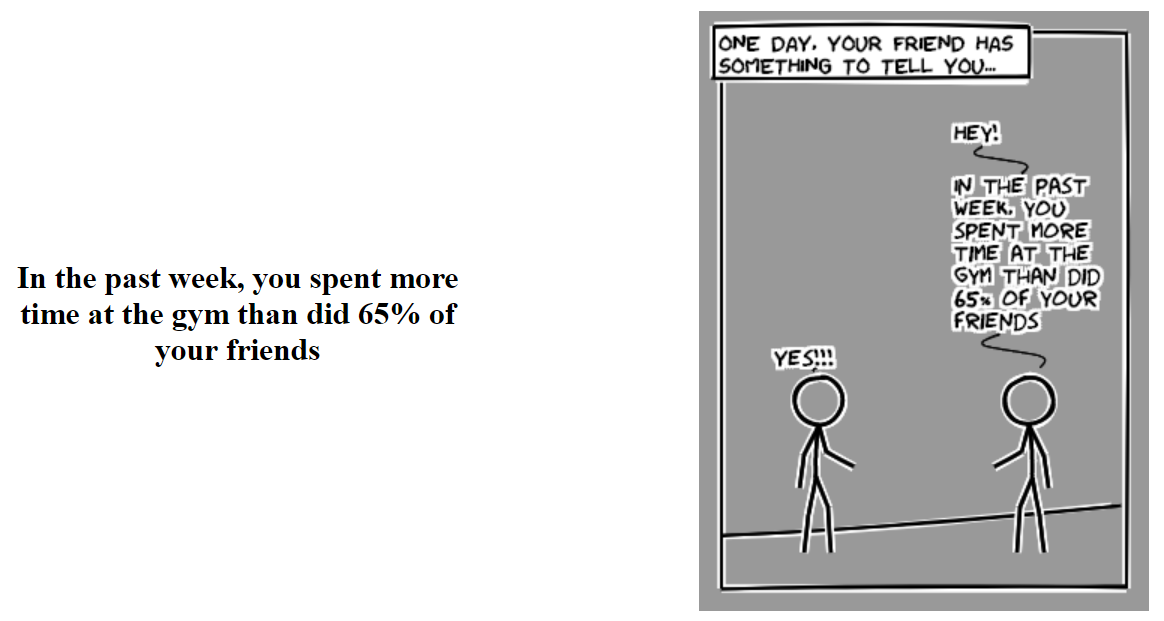 In the past week, you spent more
time at the gym than did 65% of
your friends
ONE DAY, YOUR FRIEND HAS
SOMETHING TO TELL YOU...
HEY!
IN THE PAST
WEEK, YOU
SPENT MORE
TIME AT THE
GYM THAN DID
65% OF YOUR
FRIENDS
YES!!!